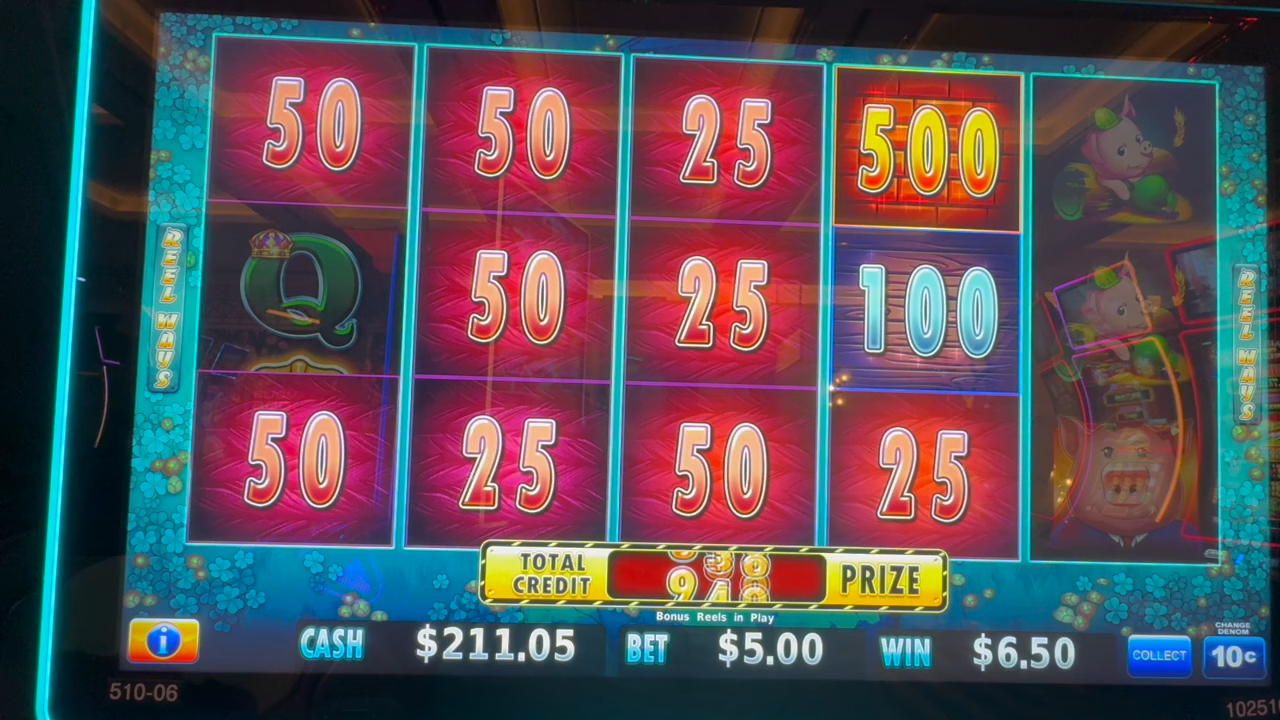 50 50 25 500
Q 50 25 100
50 25 50 25
REEL WAYS
REEL WAYS
TOTAL CREDIT
PRIZE
Bonus Reels in Play
CASH $211.05 BET $5.00 WIN $6.50
COLLECT
CHANGE DENOM
10¢
510-06
10251